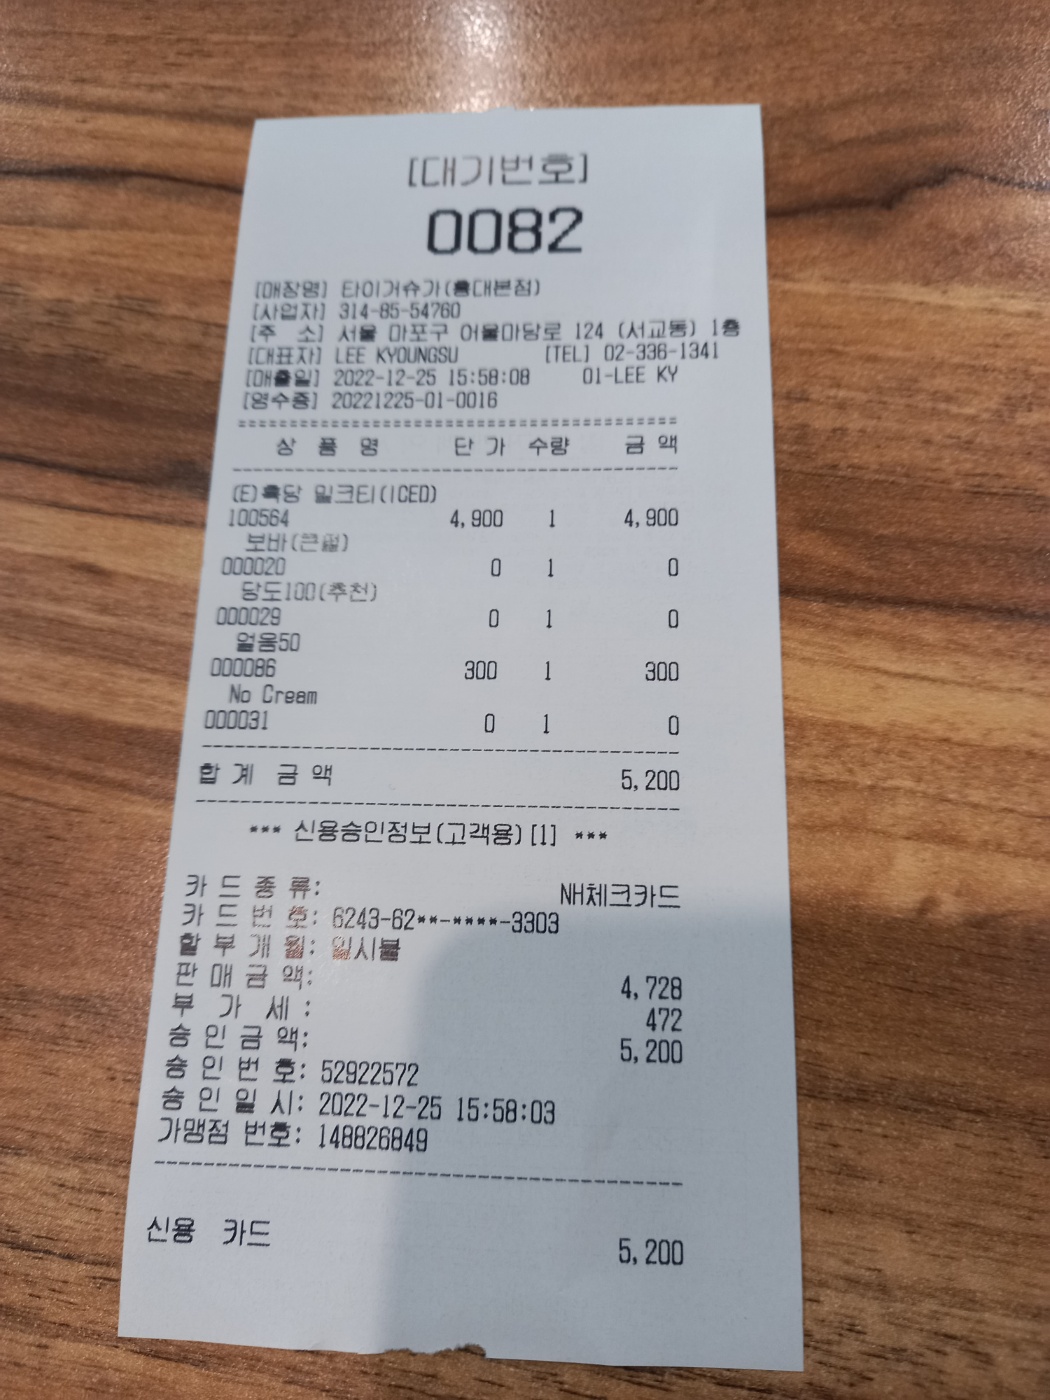 [대기번호]
0082
[매장명] 타이거슈가(홍대본점)
[사업자] 314-85-54760
[주 소] 서울 마포구 어울마당로 124 (서교동) 1층
[대표자] LEE KYOUNGSU [TEL] 02-336-1341
[매출일] 2022-12-25 15:58:08 01-LEE KY
[영수증] 20221225-01-0016
상 품 명 단 가 수량 금 액
(E)흑당 밀크티(ICED)
100564 4,900 1 4,900
보바(큰펄)
000020 0 1 0
당도100(추천)
000029 0 1 0
얼음50
000086 300 1 300
No Cream
000031 0 1 0
합 계 금 액 5,200
*** 신용승인정보(고객용)[1] ***
카 드 종 류: NH체크카드
카 드 번 호: 6243-62**-****-3303
할 부 개 월: 일시불
판 매 금 액: 4,728
부 가 세 : 472
승 인 금 액: 5,200
승 인 번 호: 52922572
승 인 일 시: 2022-12-25 15:58:03
가맹점 번호: 148826849
신용 카드 5,200